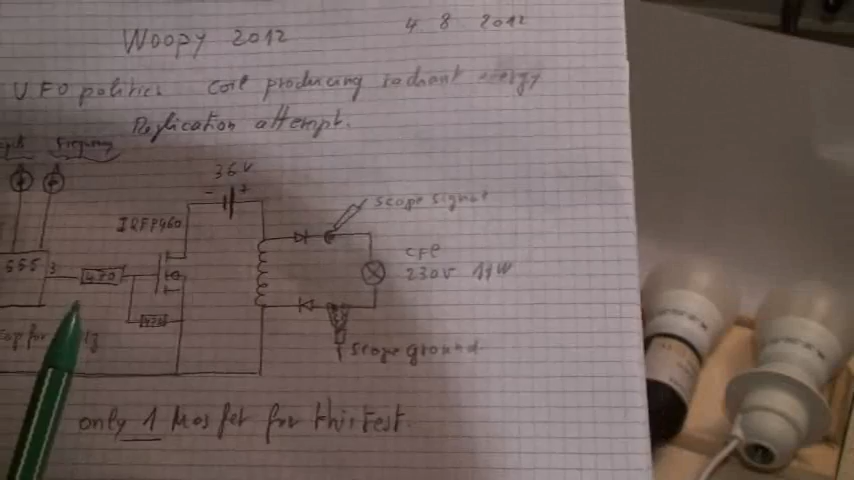 4 8 2012
Woopy 2012
UFO politics coil producing radiant energy
Replication attempt.
36V
- +
IRFP460
scope signal
555 3 470
CFL
230V 11W
scope ground
only 1 Mosfet for this test.